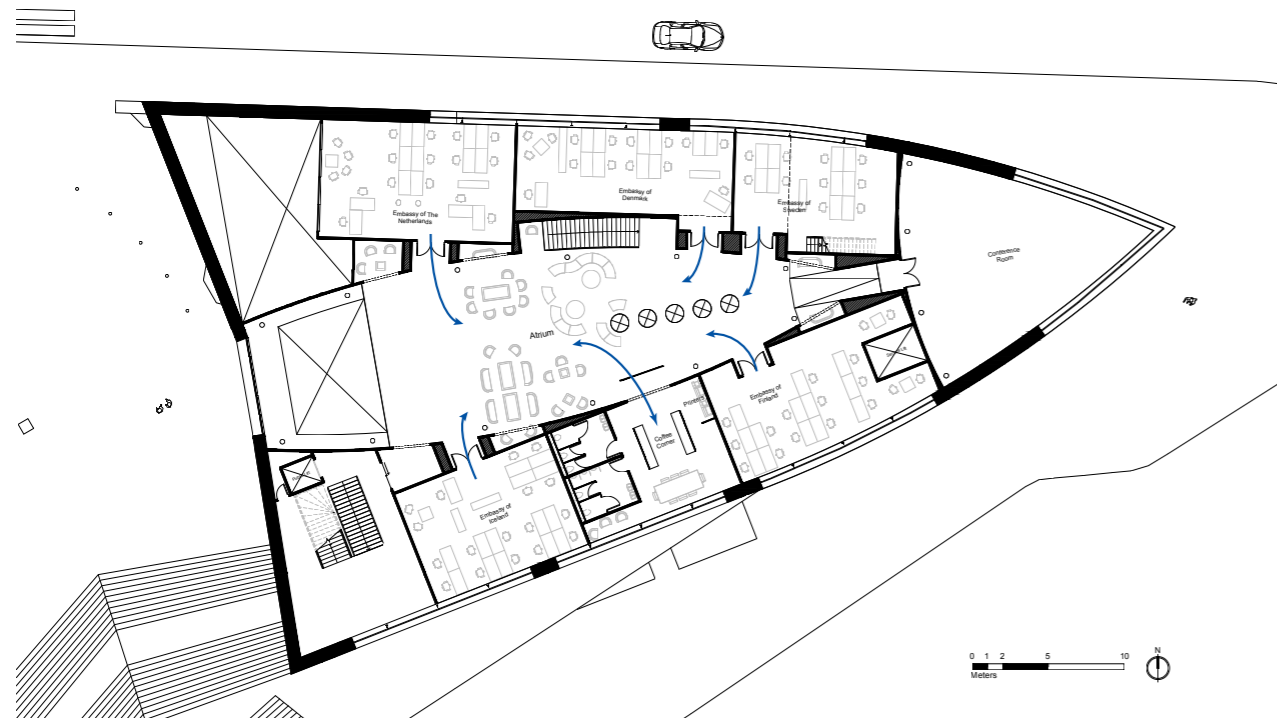 Embassy of The
Netherlands
Embassy of
Denmark
Embassy of
Sweden
Conference
Room
Atrium
Embassy of
Finland
Printers
Coffee
Corner
Embassy of
Iceland
0 1 2 5 10
Meters
N